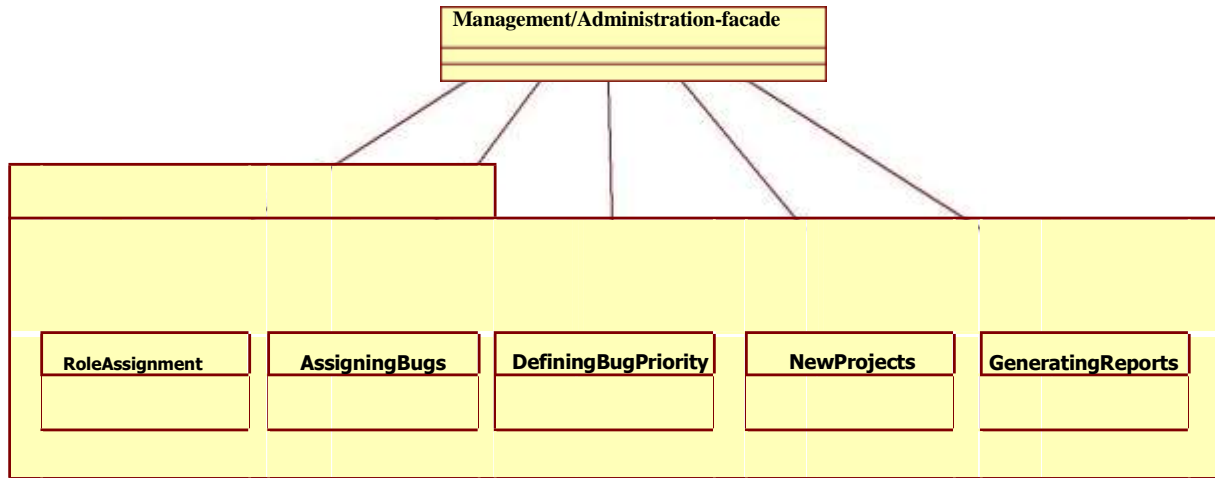 Management/Administration-facade
RoleAssignment
AssigningBugs
DefiningBugPriority
NewProjects
GeneratingReports